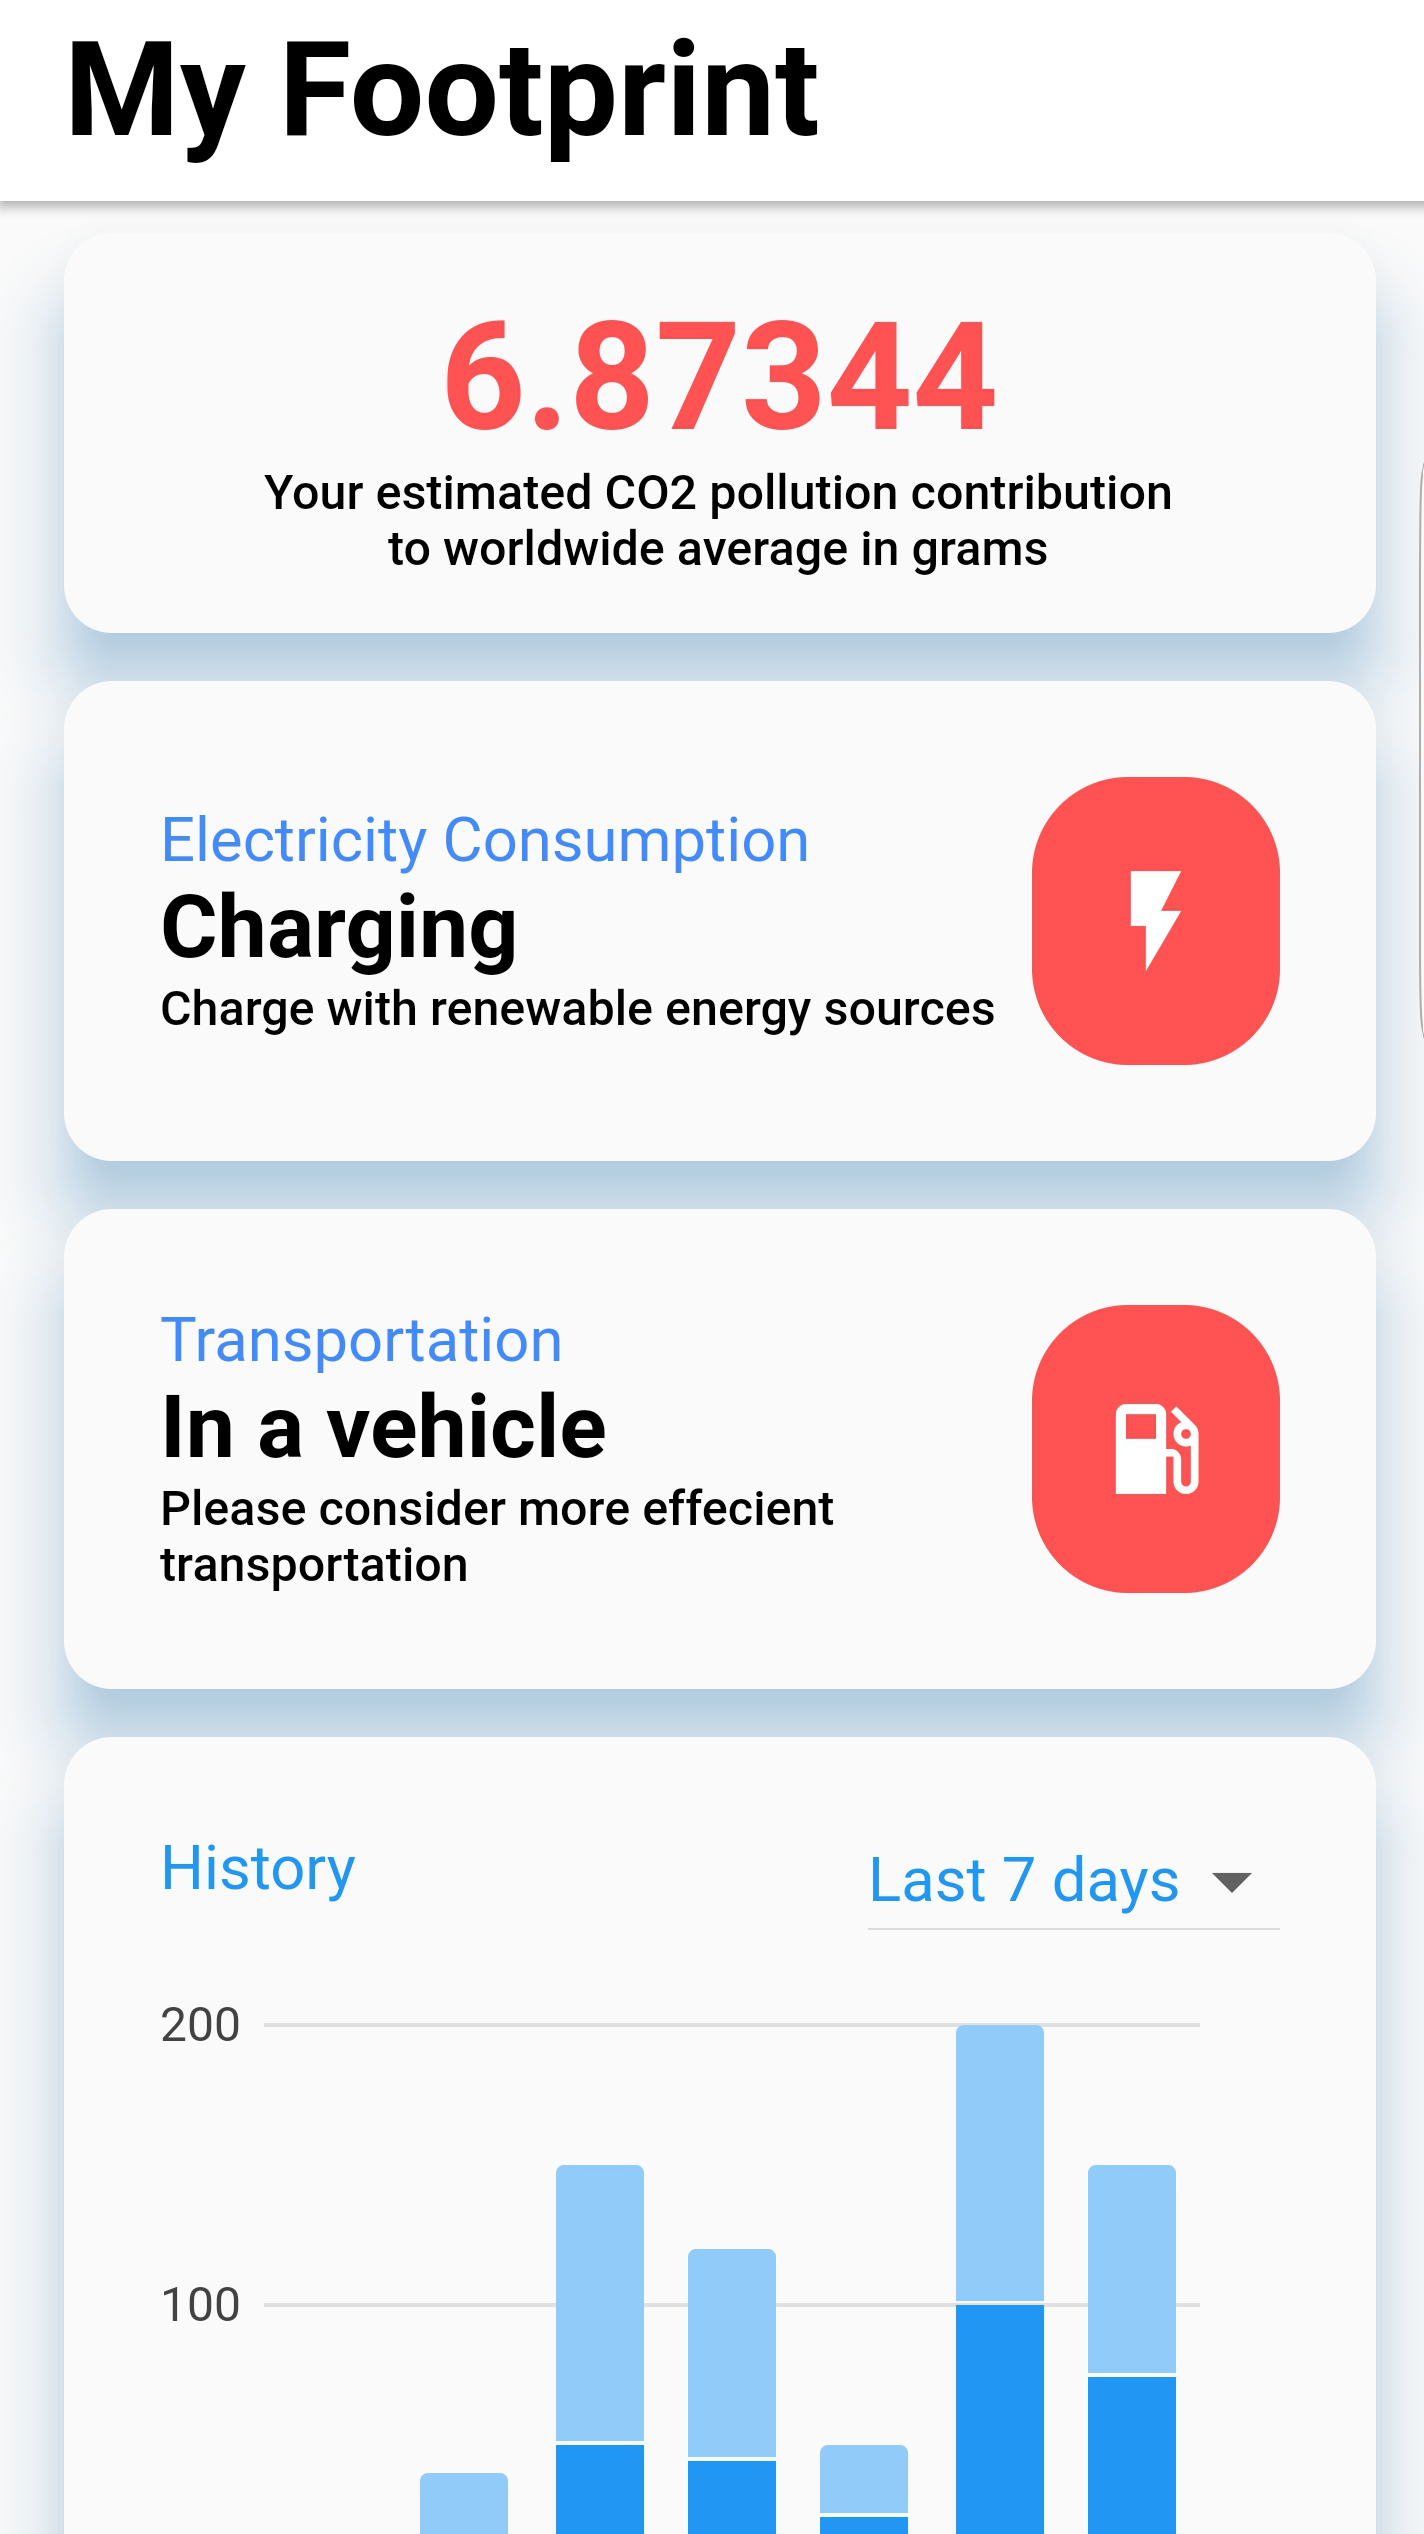 My Footprint
6.87344
Your estimated CO2 pollution contribution
to worldwide average in grams
Electricity Consumption
Charging
Charge with renewable energy sources
Transportation
In a vehicle
Please consider more effecient
transportation
History
Last 7 days
200
100